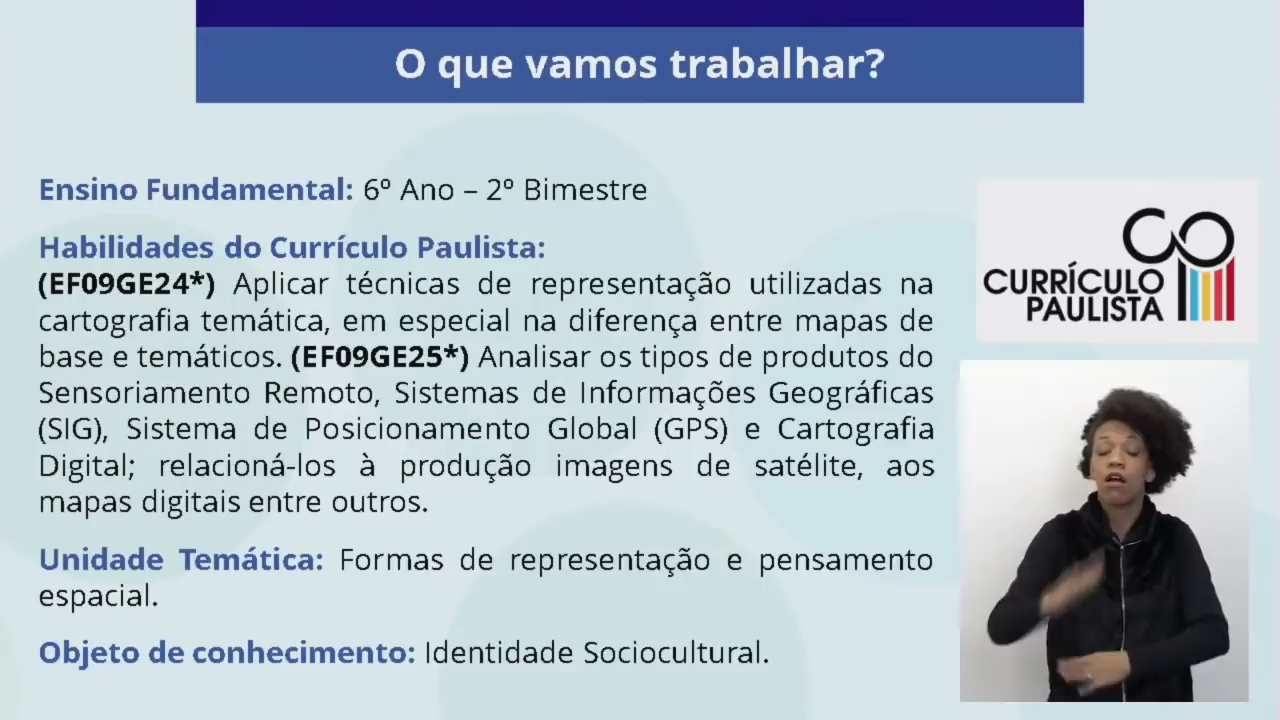 O que vamos trabalhar?
Ensino Fundamental: 6º Ano – 2º Bimestre
Habilidades do Currículo Paulista:
(EF09GE24*) Aplicar técnicas de representação utilizadas na
cartografia temática, em especial na diferença entre mapas de
base e temáticos. (EF09GE25*) Analisar os tipos de produtos do
Sensoriamento Remoto, Sistemas de Informações Geográficas
(SIG), Sistema de Posicionamento Global (GPS) e Cartografia
Digital; relacioná-los à produção imagens de satélite, aos
mapas digitais entre outros.
Unidade Temática: Formas de representação e pensamento
espacial.
Objeto de conhecimento: Identidade Sociocultural.
CURRÍCULO
PAULISTA